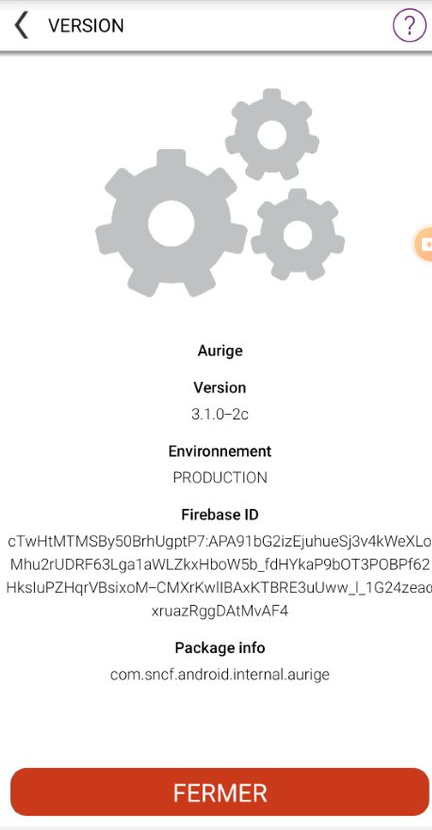 VERSION
?
Aurige
Version
3.1.0-2c
Environnement
PRODUCTION
Firebase ID
cTwHtMTMSBy50BrhUgptP7:APA91bG2izEjuhueSj3v4kWeXLo
Mhu2rUDRF63Lga1aWLZkxHboW5b_fdHYkaP9bOT3POBPf62
HksIuPZHqrVBsixoM-CMXrKwlIBAxKTBRE3uUww_l_1G24zeao
xruazRggDAtMvAF4
Package info
com.sncf.android.internal.aurige
FERMER